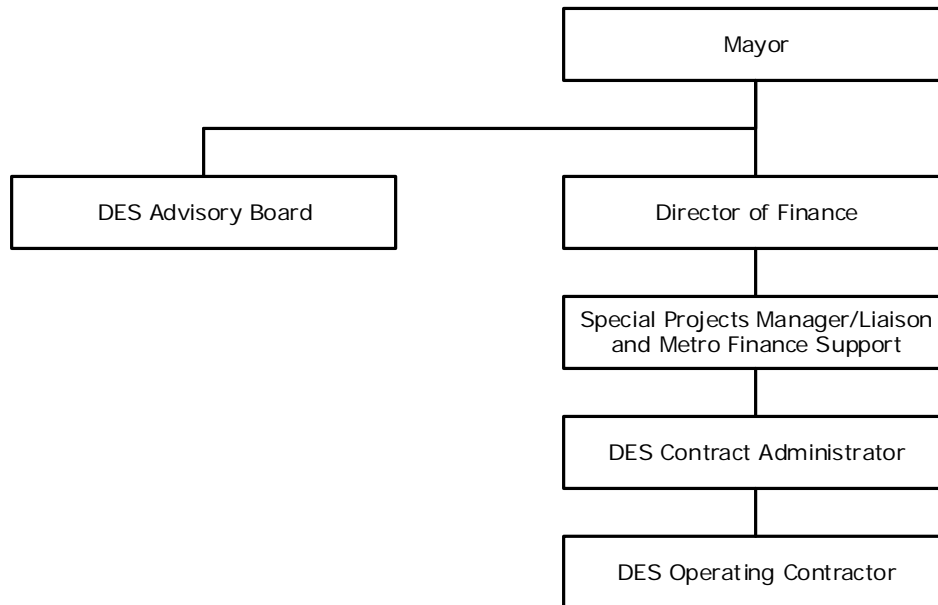 Mayor
DES Advisory Board
Director of Finance
Special Projects Manager/Liaison
and Metro Finance Support
DES Contract Administrator
DES Operating Contractor